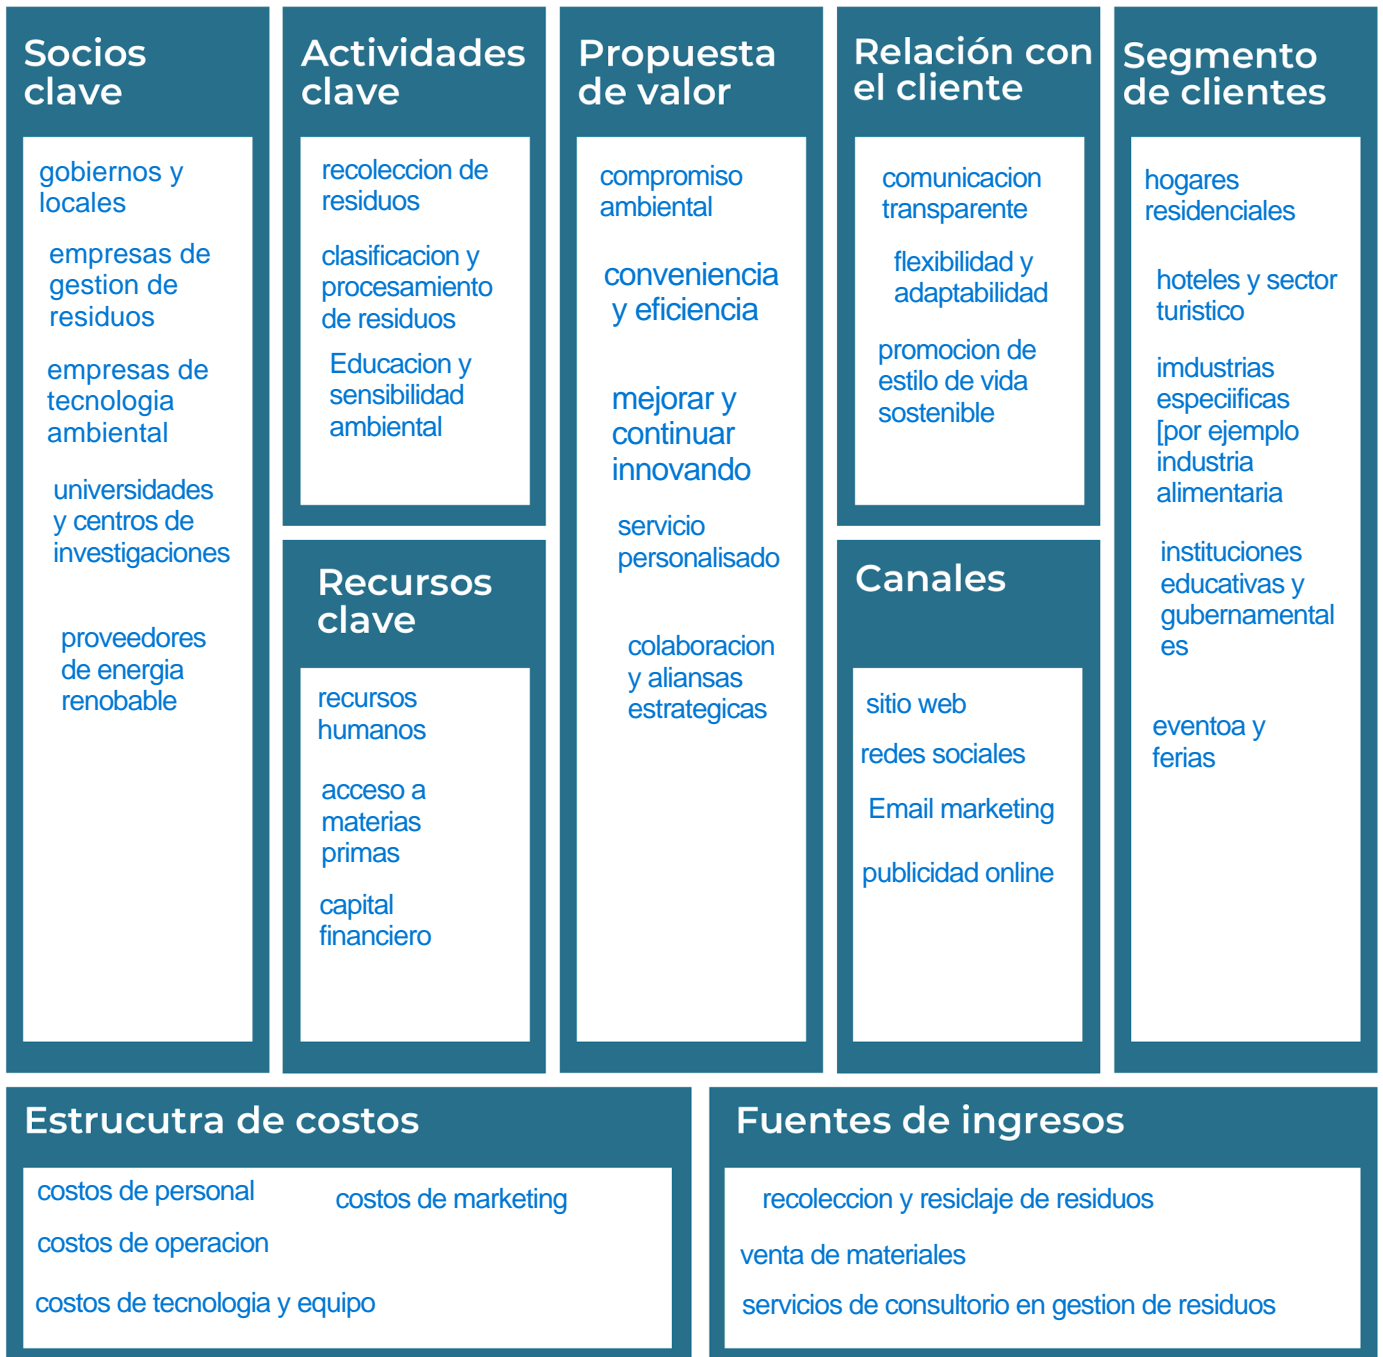 Socios
clave
gobiernos y
locales
empresas de
gestion de
residuos
empresas de
tecnologia
ambiental
universidades
y centros de
investigaciones
proveedores
de energia
renobable
Actividades
clave
recoleccion de
residuos
clasificacion y
procesamiento
de residuos
Educacion y
sensibilidad
ambiental
Recursos
clave
recursos
humanos
acceso a
materias
primas
capital
financiero
Propuesta
de valor
compromiso
ambiental
conveniencia
y eficiencia
mejorar y
continuar
innovando
servicio
personalisado
colaboracion
y aliansas
estrategicas
Relación con
el cliente
comunicacion
transparente
flexibilidad y
adaptabilidad
promocion de
estilo de vida
sostenible
Canales
sitio web
redes sociales
Email marketing
publicidad online
Segmento
de clientes
hogares
residenciales
hoteles y sector
turistico
imdustrias
especiificas
[por ejemplo
industria
alimentaria
instituciones
educativas y
gubernamental
es
eventoa y
ferias
Estrucutra de costos
costos de personal
costos de marketing
costos de operacion
costos de tecnologia y equipo
Fuentes de ingresos
recoleccion y resiclaje de residuos
venta de materiales
servicios de consultorio en gestion de residuos